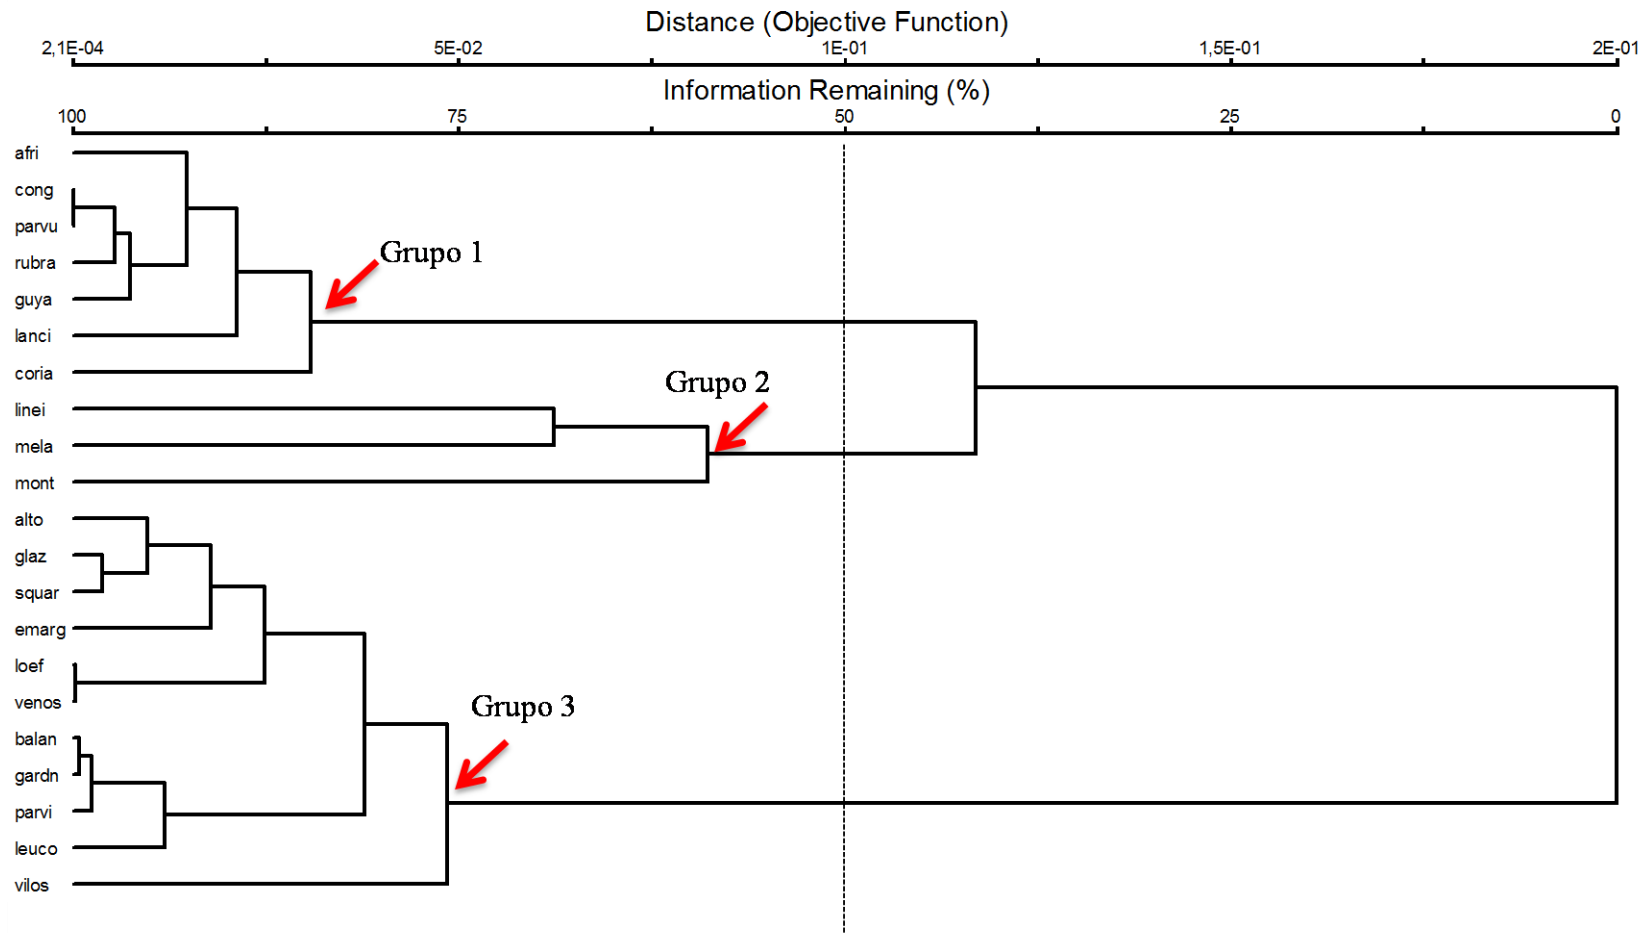 Distance (Objective Function)
2,1E-04 5E-02 1E-01 1,5E-01 2E-01
Information Remaining (%)
100 75 50 25 0
afri
cong
parvu
Grupo 1
rubra
guya
lanci
coria
Grupo 2
linei
mela
mont
alto
glaz
squar
emarg
loef
venos
Grupo 3
balan
gardn
parvi
leuco
vilos